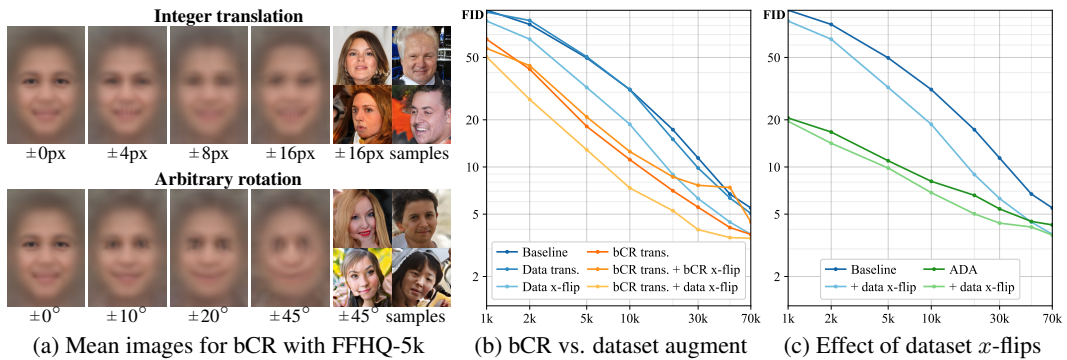 Integer translation
±0px ±4px ±8px ±16px ±16px samples
Arbitrary rotation
±0° ±10° ±20° ±45° ±45° samples
(a) Mean images for bCR with FFHQ-5k
FID
50
20
10
5
2
Baseline
Data trans.
Data x-flip
bCR trans.
bCR trans. + bCR x-flip
bCR trans. + data x-flip
1k 2k 5k 10k 30k 70k
(b) bCR vs. dataset augment
FID
50
20
10
5
2
Baseline
+ data x-flip
ADA
+ data x-flip
1k 2k 5k 10k 30k 70k
(c) Effect of dataset x-flips